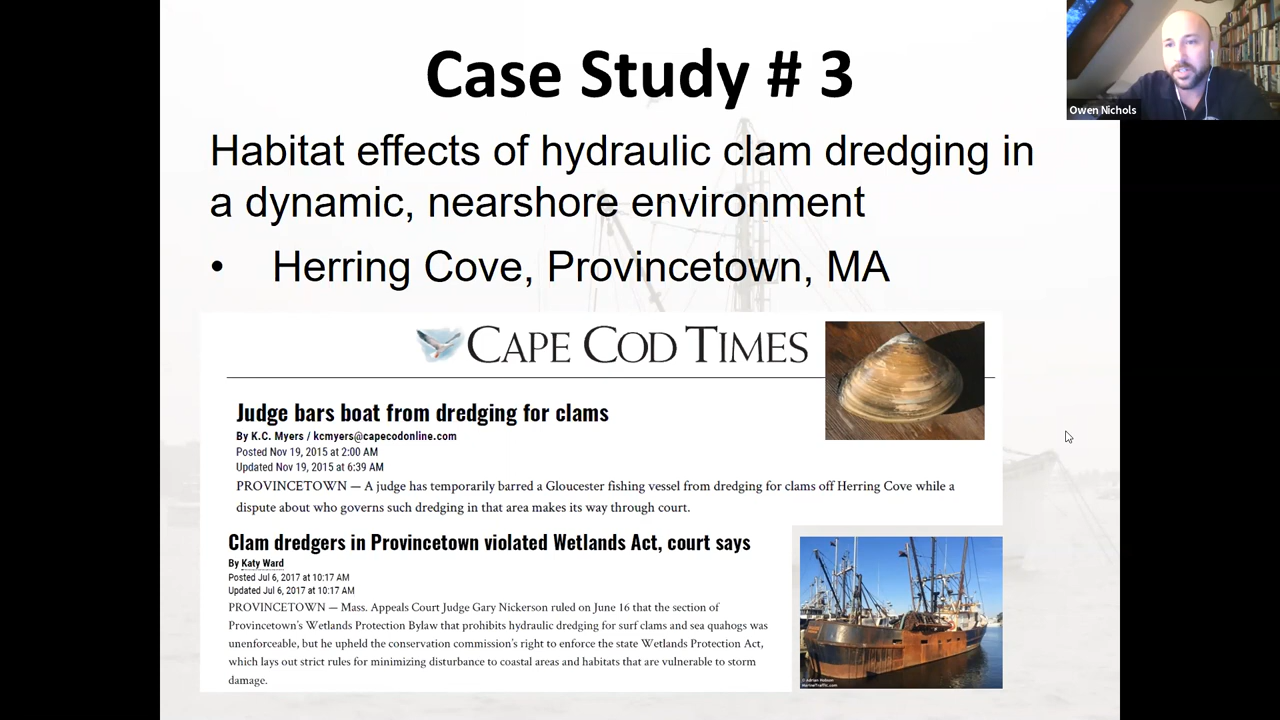 Case Study # 3
Owen Nichols
Habitat effects of hydraulic clam dredging in
a dynamic, nearshore environment
• Herring Cove, Provincetown, MA
CAPE COD TIMES
Judge bars boat from dredging for clams
By K.C. Myers / kcmyers@capecodonline.com
Posted Nov 19, 2015 at 2:00 AM
Updated Nov 19, 2015 at 6:39 AM
PROVINCETOWN — A judge has temporarily barred a Gloucester fishing vessel from dredging for clams off Herring Cove while a
dispute about who governs such dredging in that area makes its way through court.
Clam dredgers in Provincetown violated Wetlands Act, court says
By Katy Ward
Posted Jul 6, 2017 at 10:17 AM
Updated Jul 6, 2017 at 10:17 AM
PROVINCETOWN — Mass. Appeals Court Judge Gary Nickerson ruled on June 16 that the section of
Provincetown's Wetlands Protection Bylaw that prohibits hydraulic dredging for surf clams and sea quahogs was
unenforceable, but he upheld the conservation commission's right to enforce the state Wetlands Protection Act,
which lays out strict rules for minimizing disturbance to coastal areas and habitats that are vulnerable to storm
damage.
MarineTraffic.com